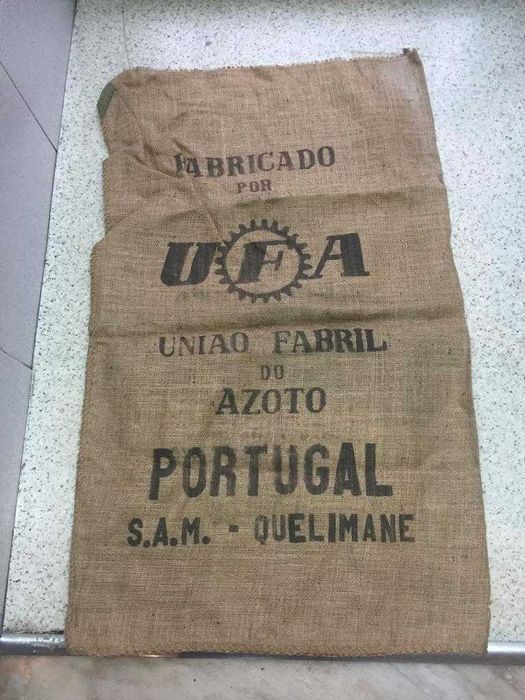 FABRICADO
POR
UFA
UNIAO FABRIL
DO
AZOTO
PORTUGAL
S.A.M. - QUELIMANE